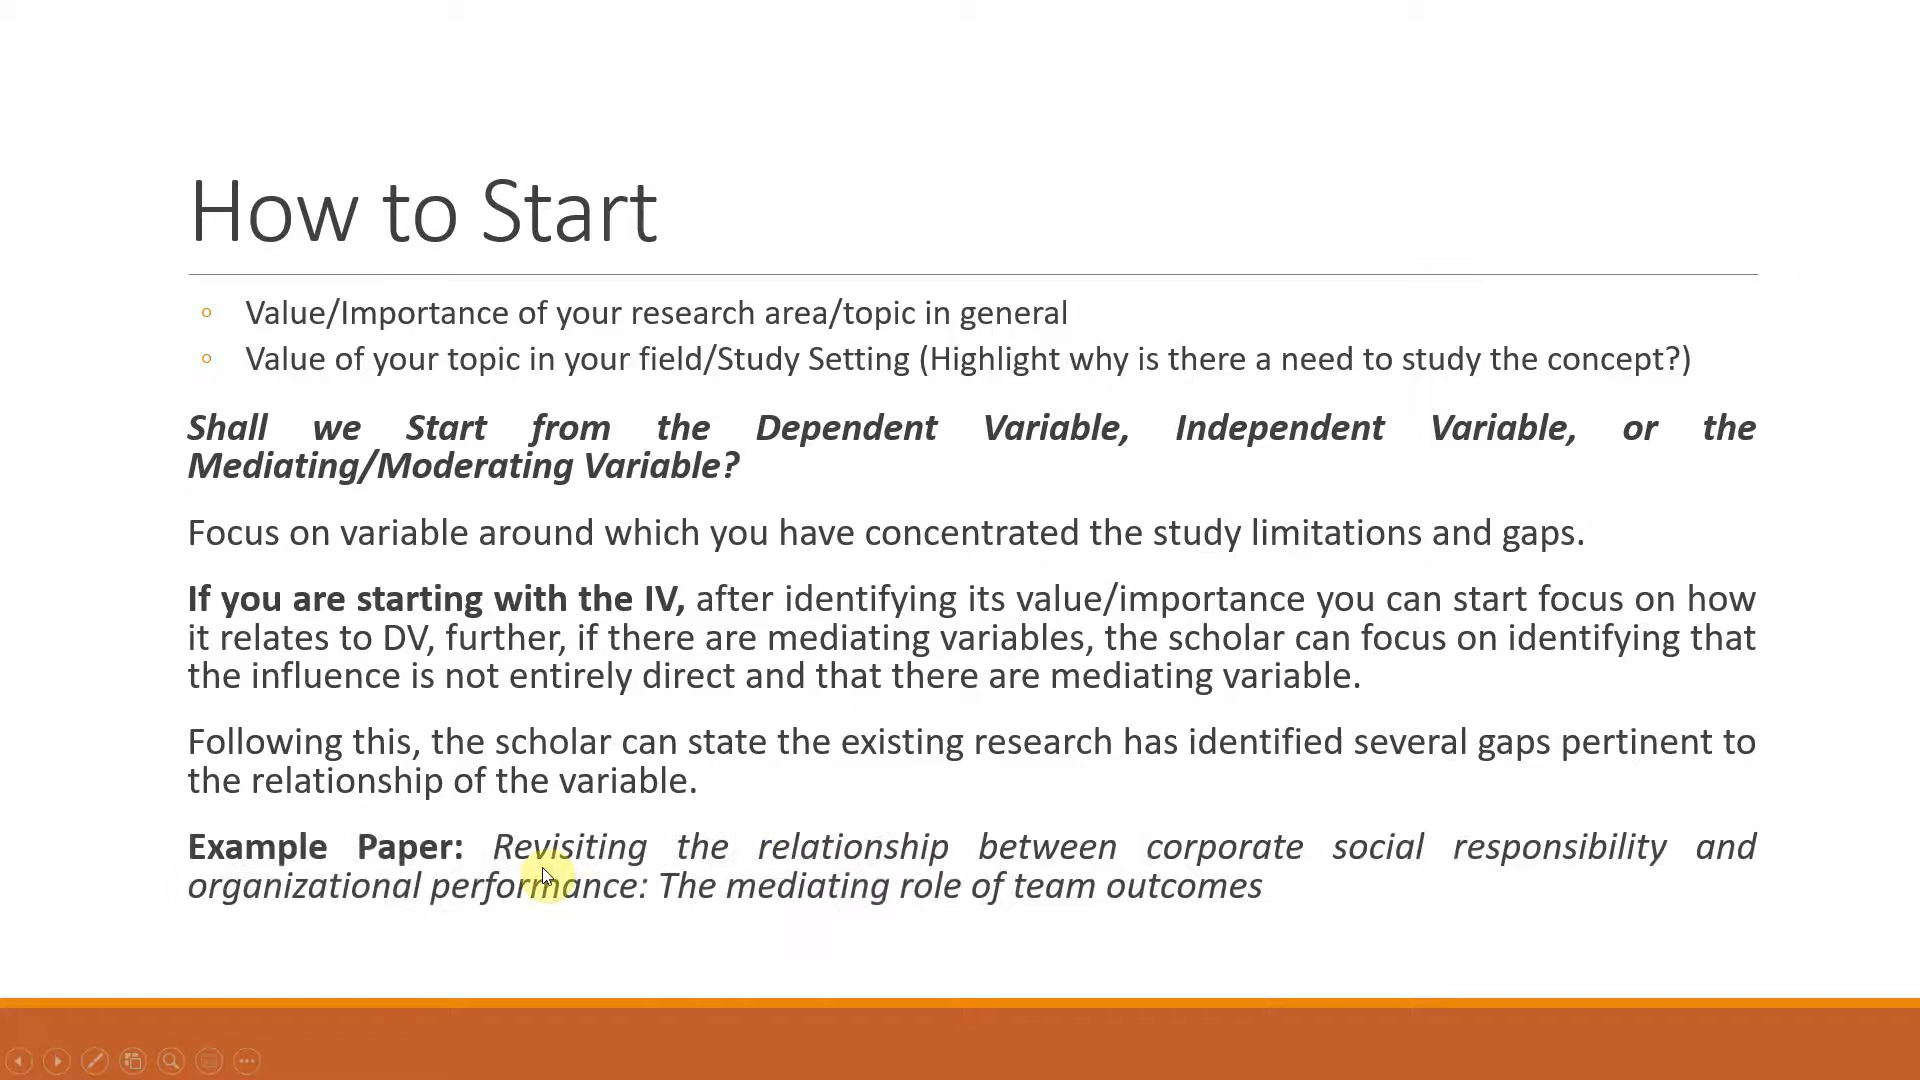 How to Start
Value/Importance of your research area/topic in general
Value of your topic in your field/Study Setting (Highlight why is there a need to study the concept?)
Shall we Start from the Dependent Variable, Independent Variable, or the
Mediating/Moderating Variable?
Focus on variable around which you have concentrated the study limitations and gaps.
If you are starting with the IV, after identifying its value/importance you can start focus on how
it relates to DV, further, if there are mediating variables, the scholar can focus on identifying that
the influence is not entirely direct and that there are mediating variable.
Following this, the scholar can state the existing research has identified several gaps pertinent to
the relationship of the variable.
Example Paper: Revisiting the relationship between corporate social responsibility and
organizational performance: The mediating role of team outcomes